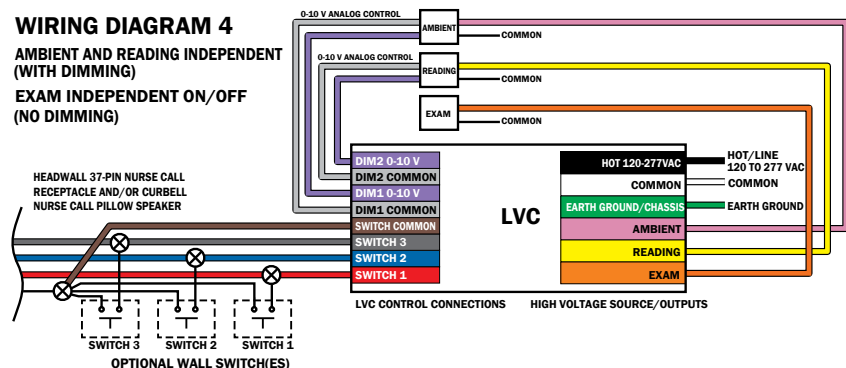 WIRING DIAGRAM 4
AMBIENT AND READING INDEPENDENT
(WITH DIMMING)
EXAM INDEPENDENT ON/OFF
(NO DIMMING)
0-10 V ANALOG CONTROL
AMBIENT
COMMON
0-10 V ANALOG CONTROL
READING
COMMON
EXAM
COMMON
HEADWALL 37-PIN NURSE CALL
RECEPTACLE AND/OR CURBELL
NURSE CALL PILLOW SPEAKER
DIM2 0-10 V
DIM2 COMMON
DIM1 0-10 V
DIM1 COMMON
SWITCH COMMON
SWITCH 3
SWITCH 2
SWITCH 1
LVC
HOT 120-277VAC
COMMON
EARTH GROUND/CHASSIS
AMBIENT
READING
EXAM
HOT/LINE
120 TO 277 VAC
COMMON
EARTH GROUND
LVC CONTROL CONNECTIONS
HIGH VOLTAGE SOURCE/OUTPUTS
SWITCH 3
SWITCH 2
SWITCH 1
OPTIONAL WALL SWITCH(ES)